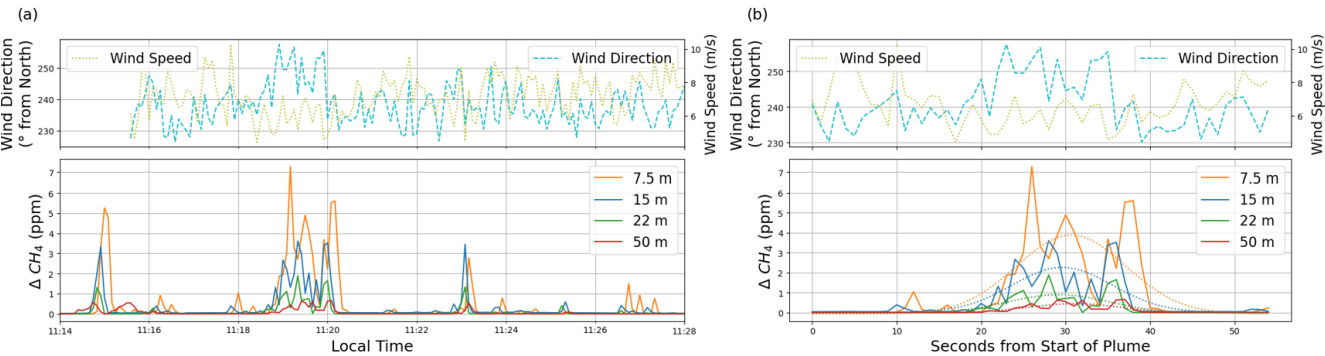 (a)
Wind Direction
(° from North)
250
240
230
Wind Speed
Wind Direction
10
8
6
Wind Speed (m/s)
Δ CH4 (ppm)
7
6
5
4
3
2
1
0
7.5 m
15 m
22 m
50 m
11:14
11:16
11:18
11:20
11:22
11:24
11:26
11:28
Local Time
(b)
Wind Direction
(° from North)
250
240
230
Wind Speed
Wind Direction
10
8
6
Wind Speed (m/s)
Δ CH4 (ppm)
7
6
5
4
3
2
1
0
7.5 m
15 m
22 m
50 m
0
10
20
30
40
50
Seconds from Start of Plume